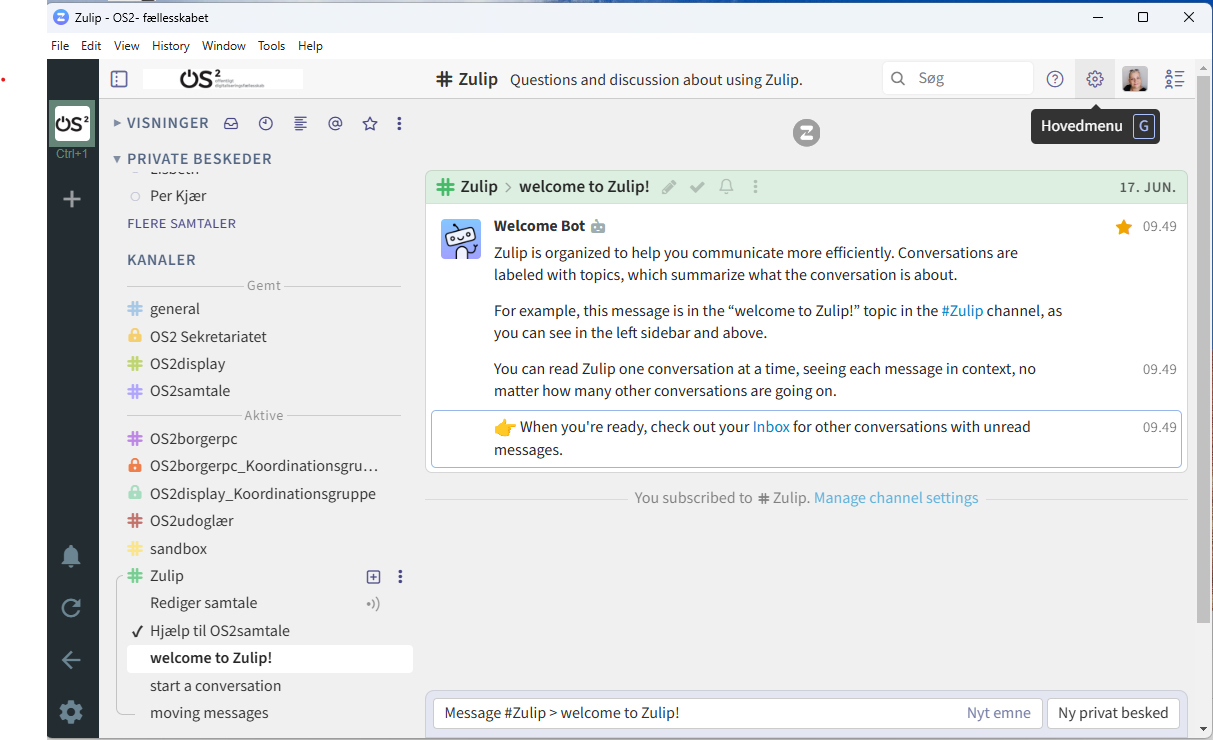 Zulip - OS2- fællesskabet
File Edit View History Window Tools Help
ÖS²
offentligt
digitaliseringsfællesskab
# Zulip Questions and discussion about using Zulip.
Søg
Hovedmenu G
OS²
Ctrl+1
VISNINGER
PRIVATE BESKEDER
Lisbeth
Per Kjær
FLERE SAMTALER
KANALER
Gemt
general
OS2 Sekretariatet
OS2display
OS2samtale
Aktive
OS2borgerpc
OS2borgerpc_Koordinationsgru…
OS2display_Koordinationsgruppe
OS2udoglær
sandbox
Zulip
Rediger samtale
✓ Hjælp til OS2samtale
welcome to Zulip!
start a conversation
moving messages
Z
# Zulip > welcome to Zulip! 17. JUN.
Welcome Bot 09.49
Zulip is organized to help you communicate more efficiently. Conversations are
labeled with topics, which summarize what the conversation is about.
For example, this message is in the “welcome to Zulip!” topic in the #Zulip channel, as
you can see in the left sidebar and above.
You can read Zulip one conversation at a time, seeing each message in context, no 09.49
matter how many other conversations are going on.
👉 When you're ready, check out your Inbox for other conversations with unread 09.49
messages.
You subscribed to # Zulip. Manage channel settings
Message #Zulip > welcome to Zulip! Nyt emne Ny privat besked